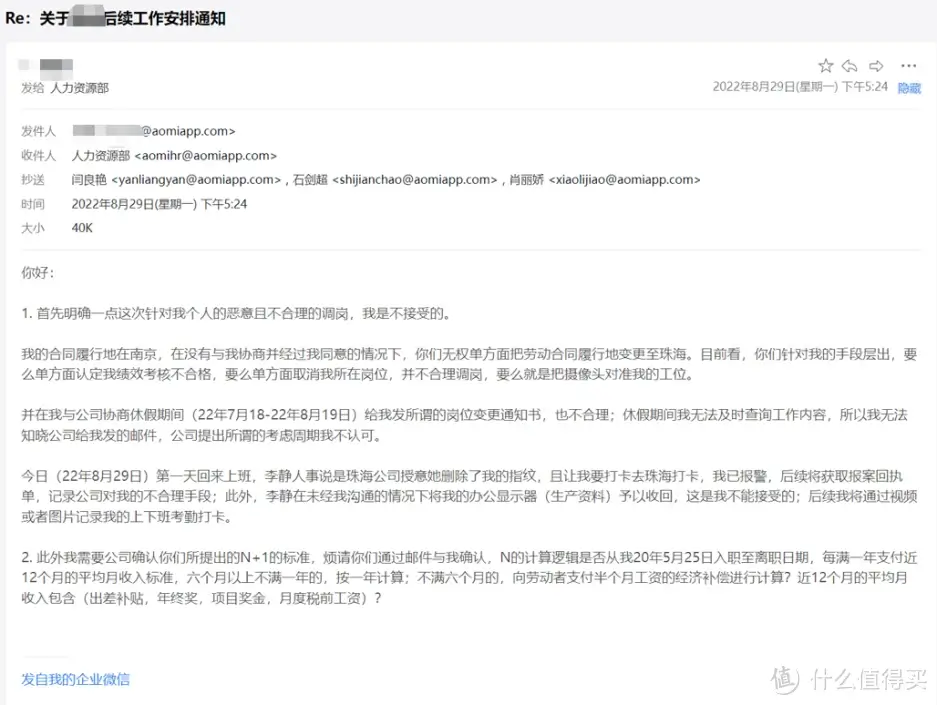 Re：关于后续工作安排通知
发给 人力资源部
2022年8月29日(星期一) 下午5:24 隐藏
发件人 @aomiapp.com>
收件人 人力资源部 <aomihr@aomiapp.com>
抄送 闫良艳 <yanliangyan@aomiapp.com> , 石剑超 <shijianchao@aomiapp.com> , 肖丽娇 <xiaolijiao@aomiapp.com>
时间 2022年8月29日(星期一) 下午5:24
大小 40K
你好：
1. 首先明确一点这次针对我个人的恶意且不合理的调岗，我是不接受的。
我的合同履行地在南京，在没有与我协商并经过我同意的情况下，你们无权单方面把劳动合同履行地变更至珠海。目前看，你们针对我的手段层出，要
么单方面认定我绩效考核不合格，要么单方面取消我所在岗位，并不合理调岗，要么就是把摄像头对准我的工位。
并在我与公司协商休假期间（22年7月18-22年8月19日）给我发所谓的岗位变更通知书，也不合理；休假期间我无法及时查询工作内容，所以我无法
知晓公司给我发的邮件，公司提出所谓的考虑周期我不认可。
今日（22年8月29日）第一天回来上班，李静人事说是珠海公司授意她删除了我的指纹，且让我要打卡去珠海打卡，我已报警，后续将获取报案回执
单，记录公司对我的不合理手段；此外，李静在未经我沟通的情况下将我的办公显示器（生产资料）予以收回，这是我不能接受的；后续我将通过视频
或者图片记录我的上下班考勤打卡。
2. 此外我需要公司确认你们所提出的N+1的标准，烦请你们通过邮件与我确认，N的计算逻辑是否从我20年5月25日入职至离职日期，每满一年支付近
12个月的平均月收入标准，六个月以上不满一年的，按一年计算；不满六个月的，向劳动者支付半个月工资的经济补偿进行计算？近12个月的平均月
收入包含（出差补贴，年终奖，项目奖金，月度税前工资）？
发自我的企业微信
值 什么值得买